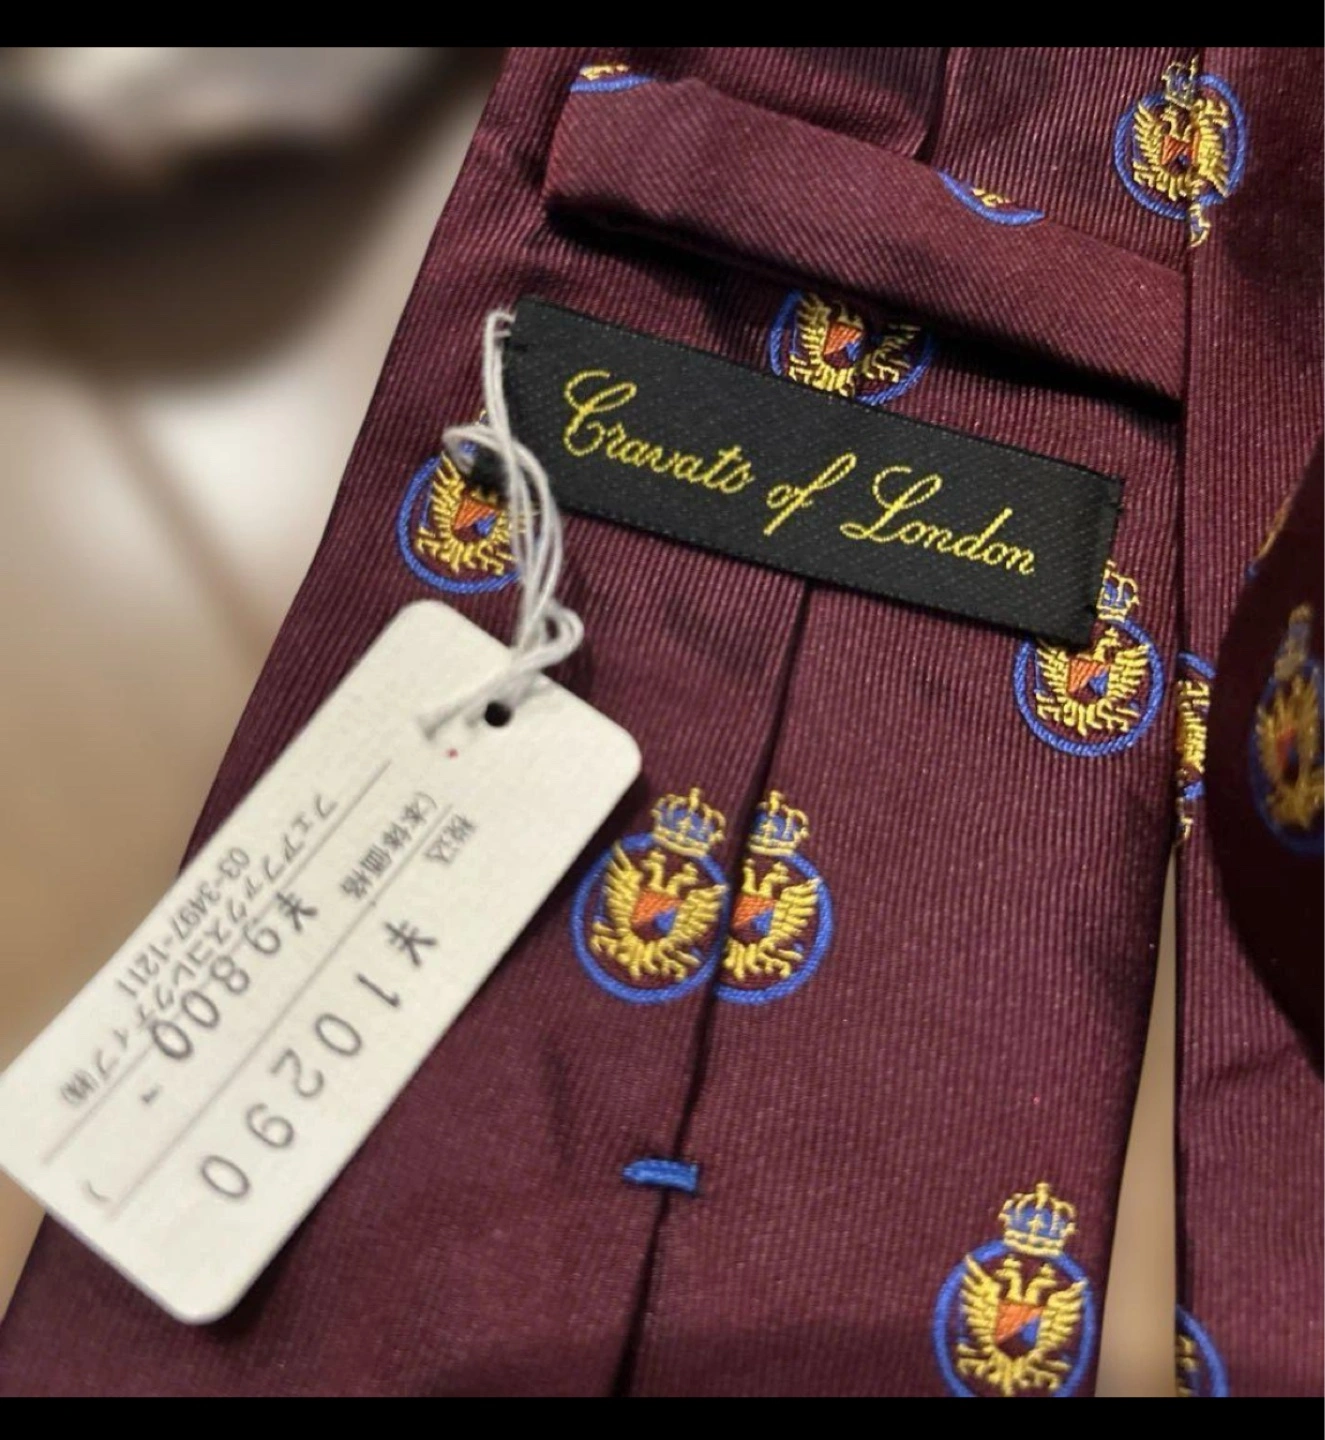 Cravats of London
税込 ¥10290
(本体価格 ¥9800- )
フェアファクスコレクティブ㈱
03-3497-1211